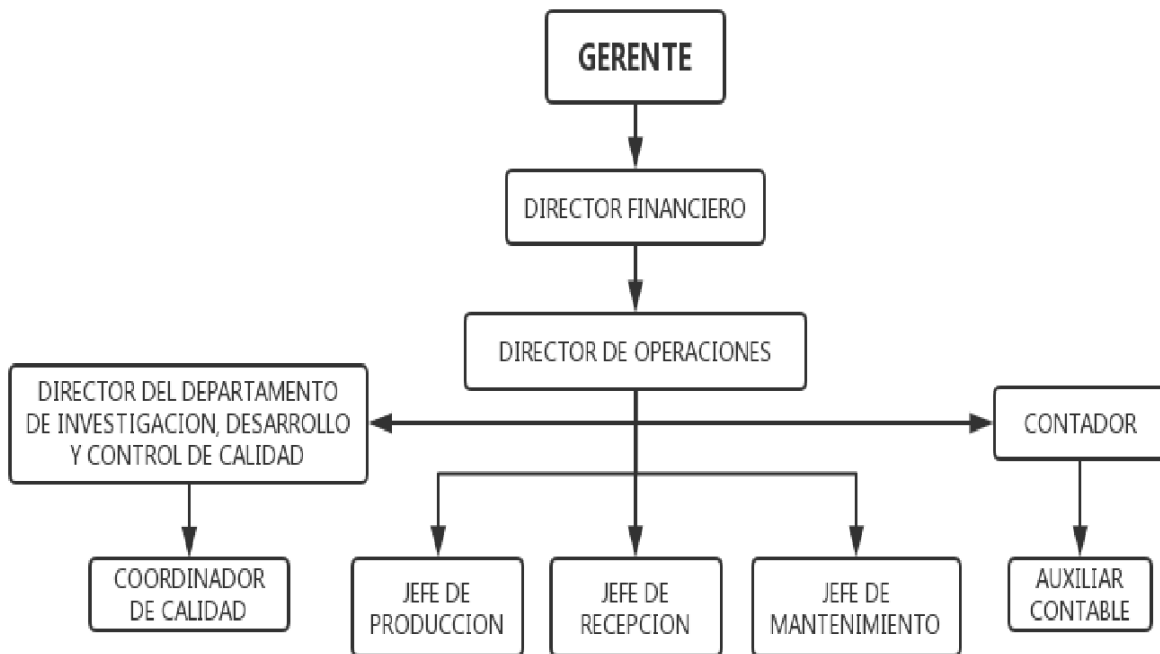 GERENTE
DIRECTOR FINANCIERO
DIRECTOR DE OPERACIONES
DIRECTOR DEL DEPARTAMENTO
DE INVESTIGACION, DESARROLLO
Y CONTROL DE CALIDAD
CONTADOR
COORDINADOR
DE CALIDAD
JEFE DE
PRODUCCION
JEFE DE
RECEPCION
JEFE DE
MANTENIMIENTO
AUXILIAR
CONTABLE